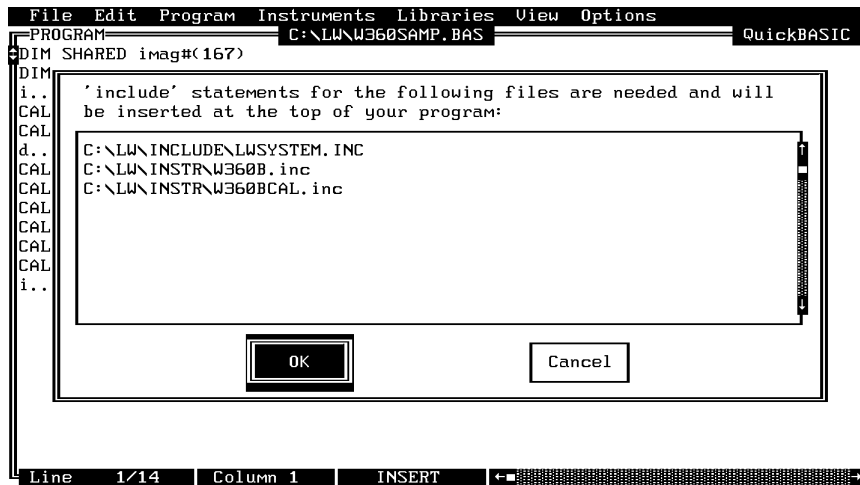 File Edit Program Instruments Libraries View Options
PROGRAM C:\LW\W360SAMP.BAS QuickBASIC
DIM SHARED imag#(167)
DIM
i..
CAL
CAL
d..
CAL
CAL
CAL
CAL
CAL
CAL
i..
'include' statements for the following files are needed and will
be inserted at the top of your program:
C:\LW\INCLUDE\LWSYSTEM.INC
C:\LW\INSTR\W360B.inc
C:\LW\INSTR\W360BCAL.inc
OK Cancel
Line 1/14 Column 1 INSERT